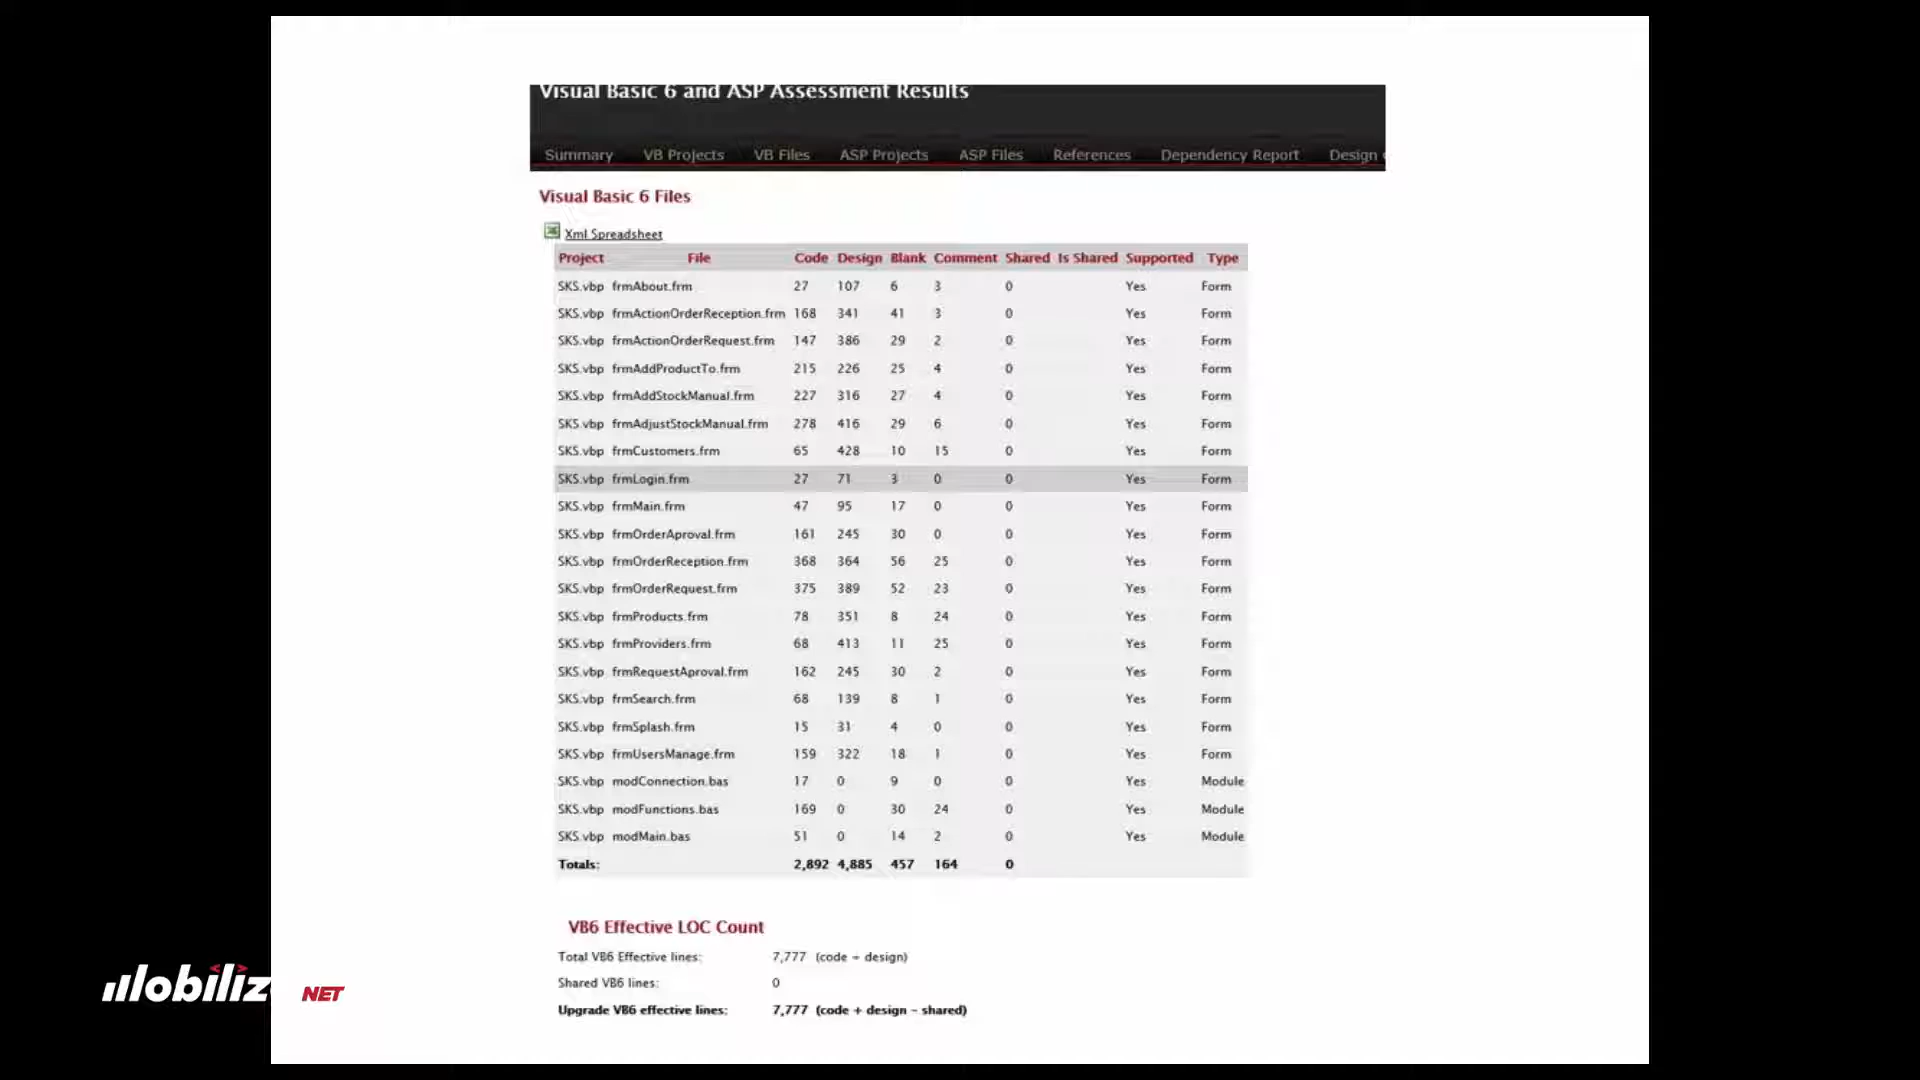 Visual Basic 6 and ASP Assessment Results
Summary VB Projects VB Files ASP Projects ASP Files References Dependency Report Design
Visual Basic 6 Files
Xml Spreadsheet
Project File Code Design Blank Comment Shared Is Shared Supported Type
SKS.vbp frmAbout.frm 27 107 6 3 0 Yes Form
SKS.vbp frmActionOrderReception.frm 168 341 41 3 0 Yes Form
SKS.vbp frmActionOrderRequest.frm 147 386 29 2 0 Yes Form
SKS.vbp frmAddProductTo.frm 215 226 25 4 0 Yes Form
SKS.vbp frmAddStockManual.frm 227 316 27 4 0 Yes Form
SKS.vbp frmAdjustStockManual.frm 278 416 29 6 0 Yes Form
SKS.vbp frmCustomers.frm 65 428 10 15 0 Yes Form
SKS.vbp frmLogin.frm 27 71 3 0 0 Yes Form
SKS.vbp frmMain.frm 47 95 17 0 0 Yes Form
SKS.vbp frmOrderAproval.frm 161 245 30 0 0 Yes Form
SKS.vbp frmOrderReception.frm 368 364 56 25 0 Yes Form
SKS.vbp frmOrderRequest.frm 375 389 52 23 0 Yes Form
SKS.vbp frmProducts.frm 78 351 8 24 0 Yes Form
SKS.vbp frmProviders.frm 68 413 11 25 0 Yes Form
SKS.vbp frmRequestAproval.frm 162 245 30 2 0 Yes Form
SKS.vbp frmSearch.frm 68 139 8 1 0 Yes Form
SKS.vbp frmSplash.frm 15 31 4 0 0 Yes Form
SKS.vbp frmUsersManage.frm 159 322 18 1 0 Yes Form
SKS.vbp modConnection.bas 17 0 9 0 0 Yes Module
SKS.vbp modFunctions.bas 169 0 30 24 0 Yes Module
SKS.vbp modMain.bas 51 0 14 2 0 Yes Module
Totals: 2,892 4,885 457 164 0
VB6 Effective LOC Count
Total VB6 Effective lines: 7,777 (code + design)
Shared VB6 lines: 0
Upgrade VB6 effective lines: 7,777 (code + design - shared)
Mobiliz NET